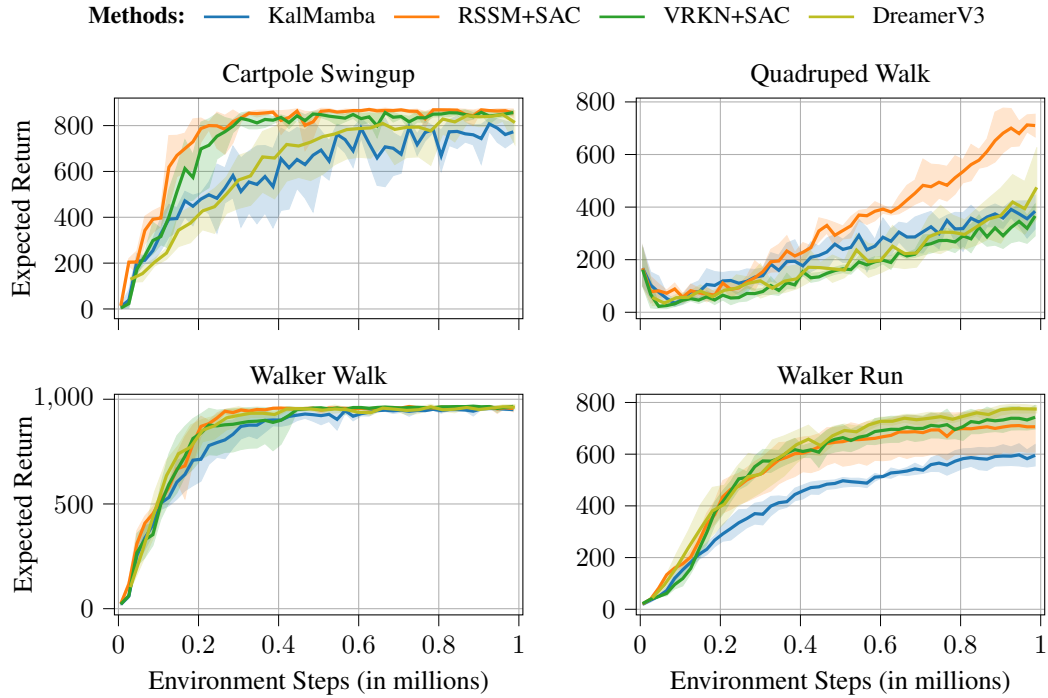 Methods: KalMamba RSSM+SAC VRKN+SAC DreamerV3
Cartpole Swingup
Quadruped Walk
800
600
400
200
0
Expected Return
800
600
400
200
0
Walker Walk
Walker Run
1,000
500
0
Expected Return
800
600
400
200
0
0 0.2 0.4 0.6 0.8 1
0 0.2 0.4 0.6 0.8 1
Environment Steps (in millions)
Environment Steps (in millions)